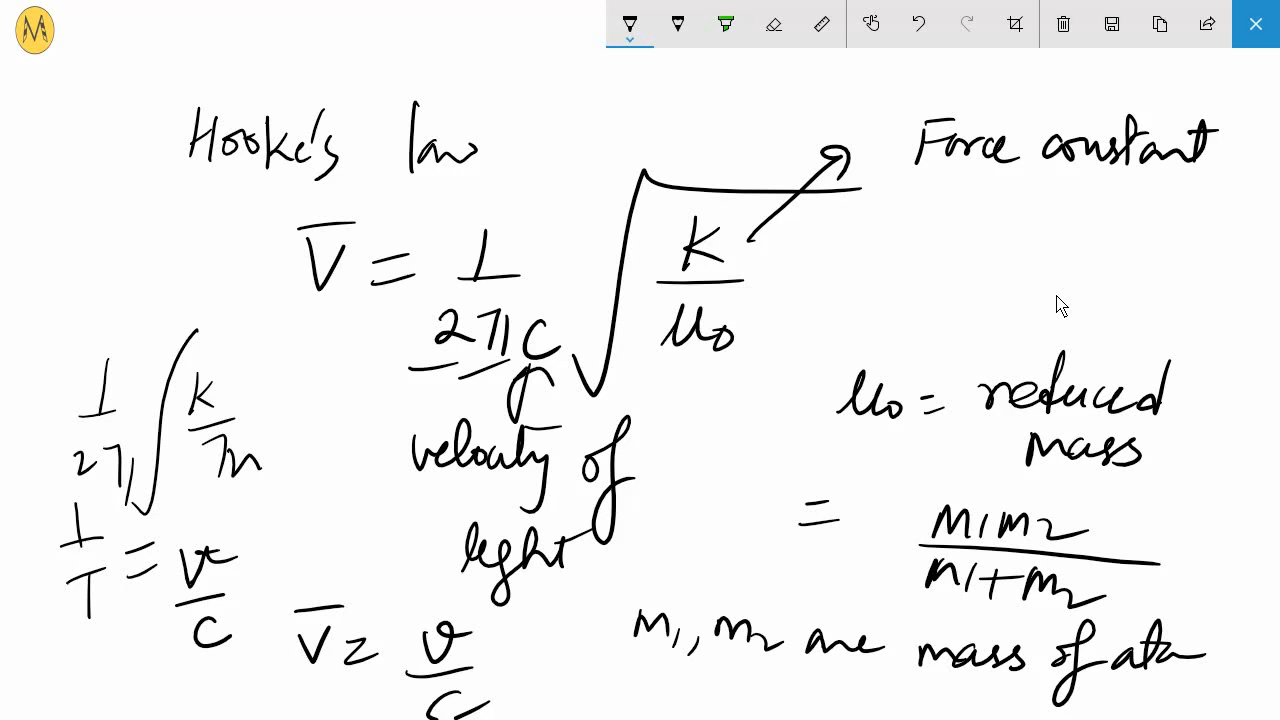 M
Hooke's law
Force constant
V̄ = 1/2πc √(K/μ0)
1/2π √(k/m)
velocity of
light
μ0 = reduced
mass
= m1m2/m1+m2
1/T = ν/c
V̄ = ν/c
m1, m2 are mass of